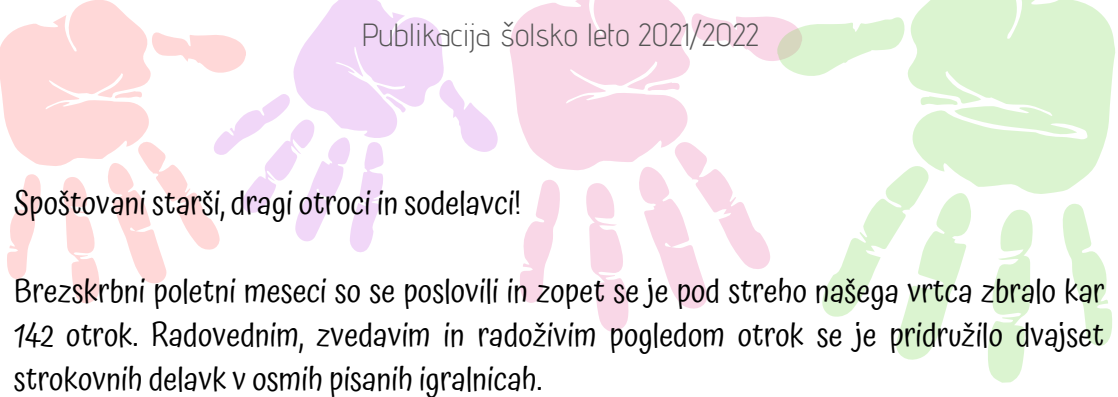 Publikacija šolsko leto 2021/2022
Spoštovani starši, dragi otroci in sodelavci!
Brezskrbni poletni meseci so se poslovili in zopet se je pod streho našega vrtca zbralo kar
142 otrok. Radovednim, zvedavim in radoživim pogledom otrok se je pridružilo dvajset
strokovnih delavk v osmih pisanih igralnicah.